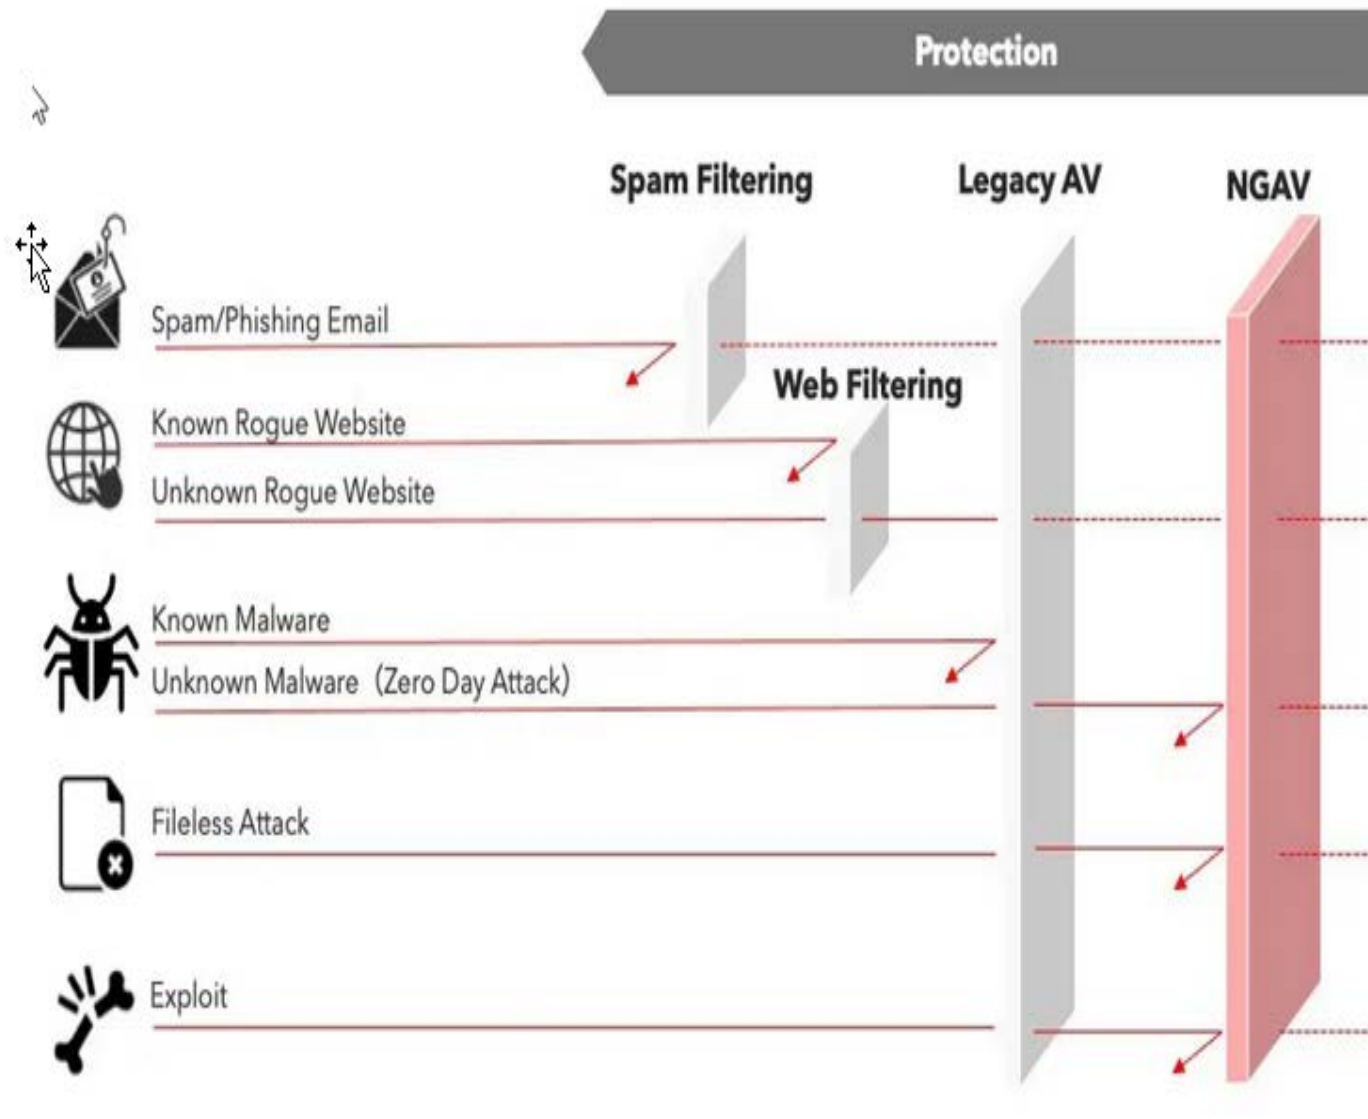 Protection
Spam Filtering
Legacy AV
NGAV
Spam/Phishing Email
Web Filtering
Known Rogue Website
Unknown Rogue Website
Known Malware
Unknown Malware（Zero Day Attack）
Fileless Attack
Exploit